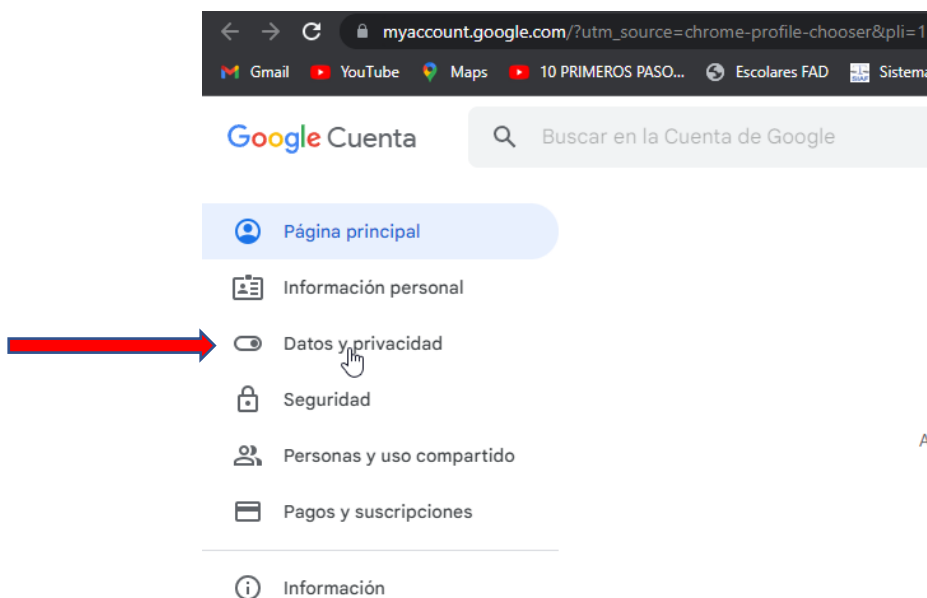 myaccount.google.com/?utm_source=chrome-profile-chooser&pli=1
Gmail YouTube Maps 10 PRIMEROS PASO... Escolares FAD SIAF Sistema
Google Cuenta Buscar en la Cuenta de Google
Página principal
Información personal
Datos y privacidad
Seguridad
A
Personas y uso compartido
Pagos y suscripciones
Información